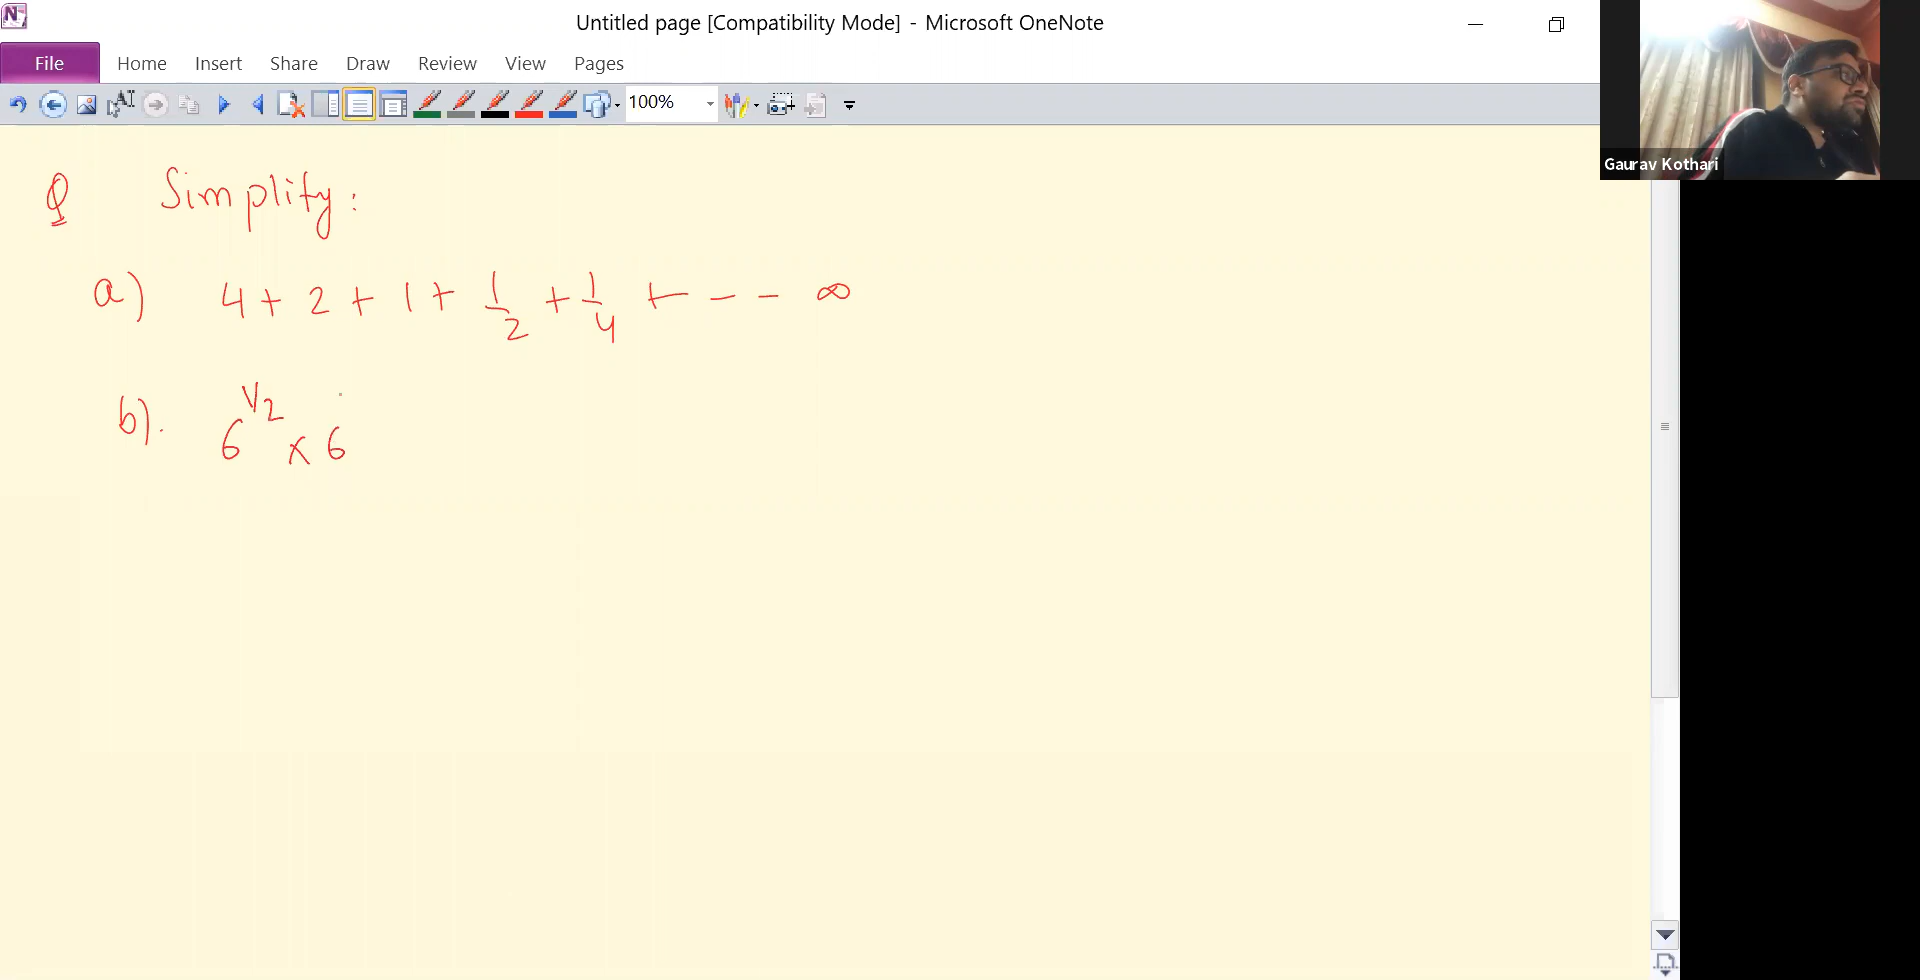 Untitled page [Compatibility Mode] - Microsoft OneNote
File Home Insert Share Draw Review View Pages
100%
Gaurav Kothari
Q Simplify:
a) 4 + 2 + 1 + 1/2 + 1/4 + - - ∞
b). 6^1/2 × 6